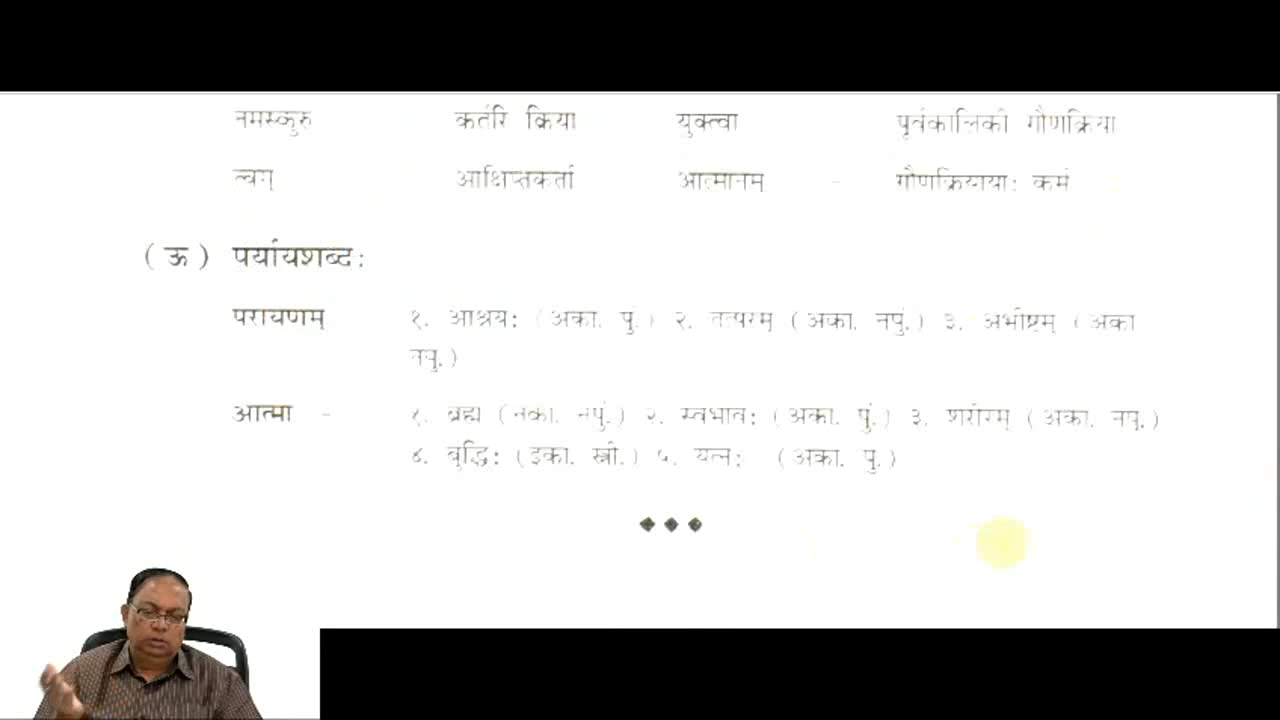 नमस्कुरु कर्तरि क्रिया युक्त्वा पूर्वकालिकी गौणक्रिया
त्वम् आक्षिप्तकर्ता आत्मानम् - गौणक्रियायाः कर्म
(ऊ) पर्यायशब्दः
परायणम् १. आश्रयः (अका. पुं.) २. तत्परम् (अका. नपुं.) ३. अभीष्टम् (अका
नपुं.)
आत्मा - १. ब्रह्म (नका. नपुं.) २. स्वभावः (अका. पुं.) ३. शरीरम् (अका. नपुं.)
४. बुद्धिः (इका. स्त्री.) ५. यत्नः (अका. पु.)